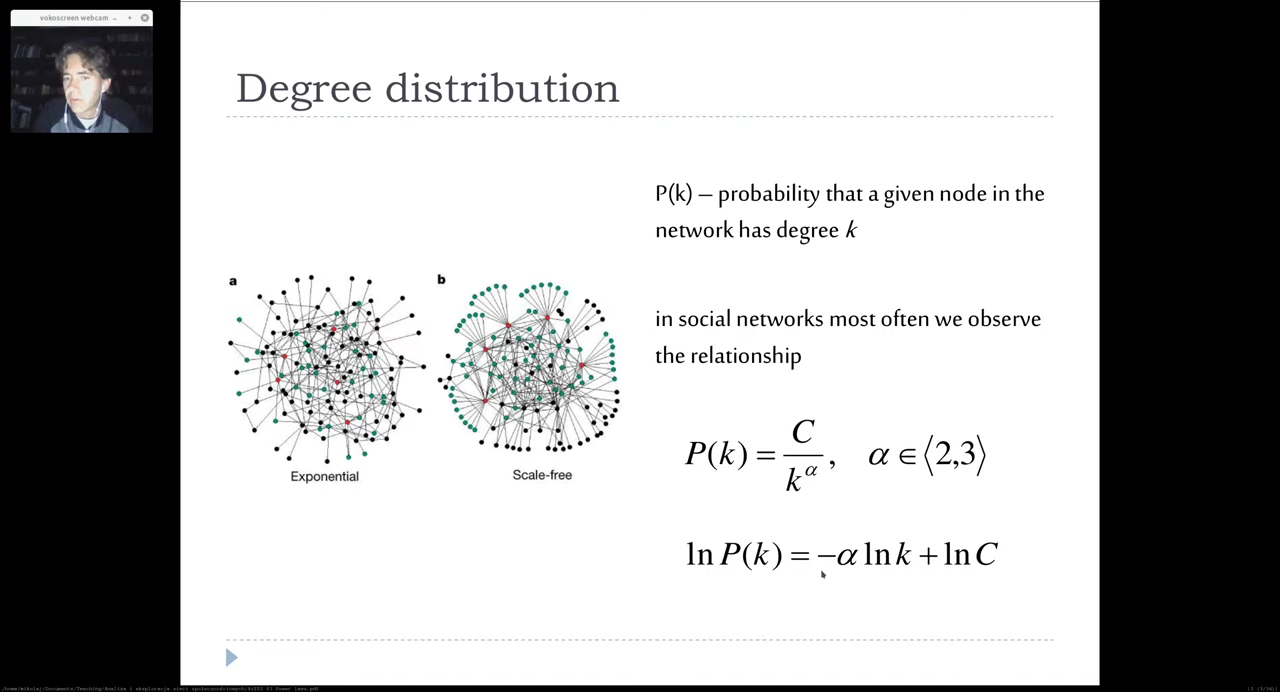 vokoscreen webcam
Degree distribution
P(k) – probability that a given node in the
network has degree k
in social networks most often we observe
the relationship
a
b
Exponential
Scale-free
P(k) = C / k^α , α ∈ ⟨2,3⟩
ln P(k) = −α ln k + ln C